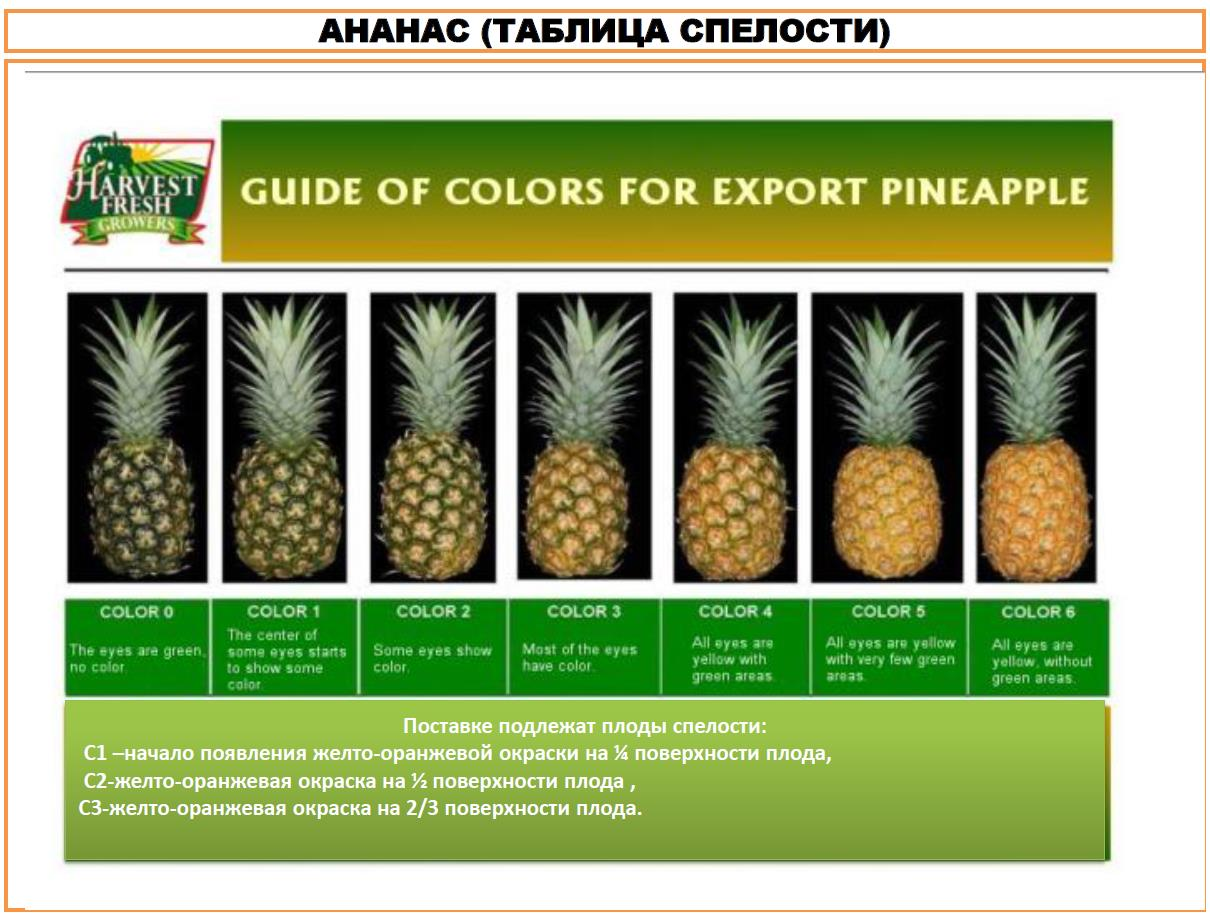 АНАНАС (ТАБЛИЦА СПЕЛОСТИ)
HARVEST
FRESH
GROWERS
GUIDE OF COLORS FOR EXPORT PINEAPPLE
COLOR 0
The eyes are green,
no color.
COLOR 1
The center of
some eyes starts
to show some
color.
COLOR 2
Some eyes show
color.
COLOR 3
Most of the eyes
have color.
COLOR 4
All eyes are
yellow with
green areas.
COLOR 5
All eyes are yellow
with very few green
areas.
COLOR 6
All eyes are
yellow, without
green areas.
Поставке подлежат плоды спелости:
С1 –начало появления желто-оранжевой окраски на ¼ поверхности плода,
С2-желто-оранжевая окраска на ½ поверхности плода ,
С3-желто-оранжевая окраска на 2/3 поверхности плода.